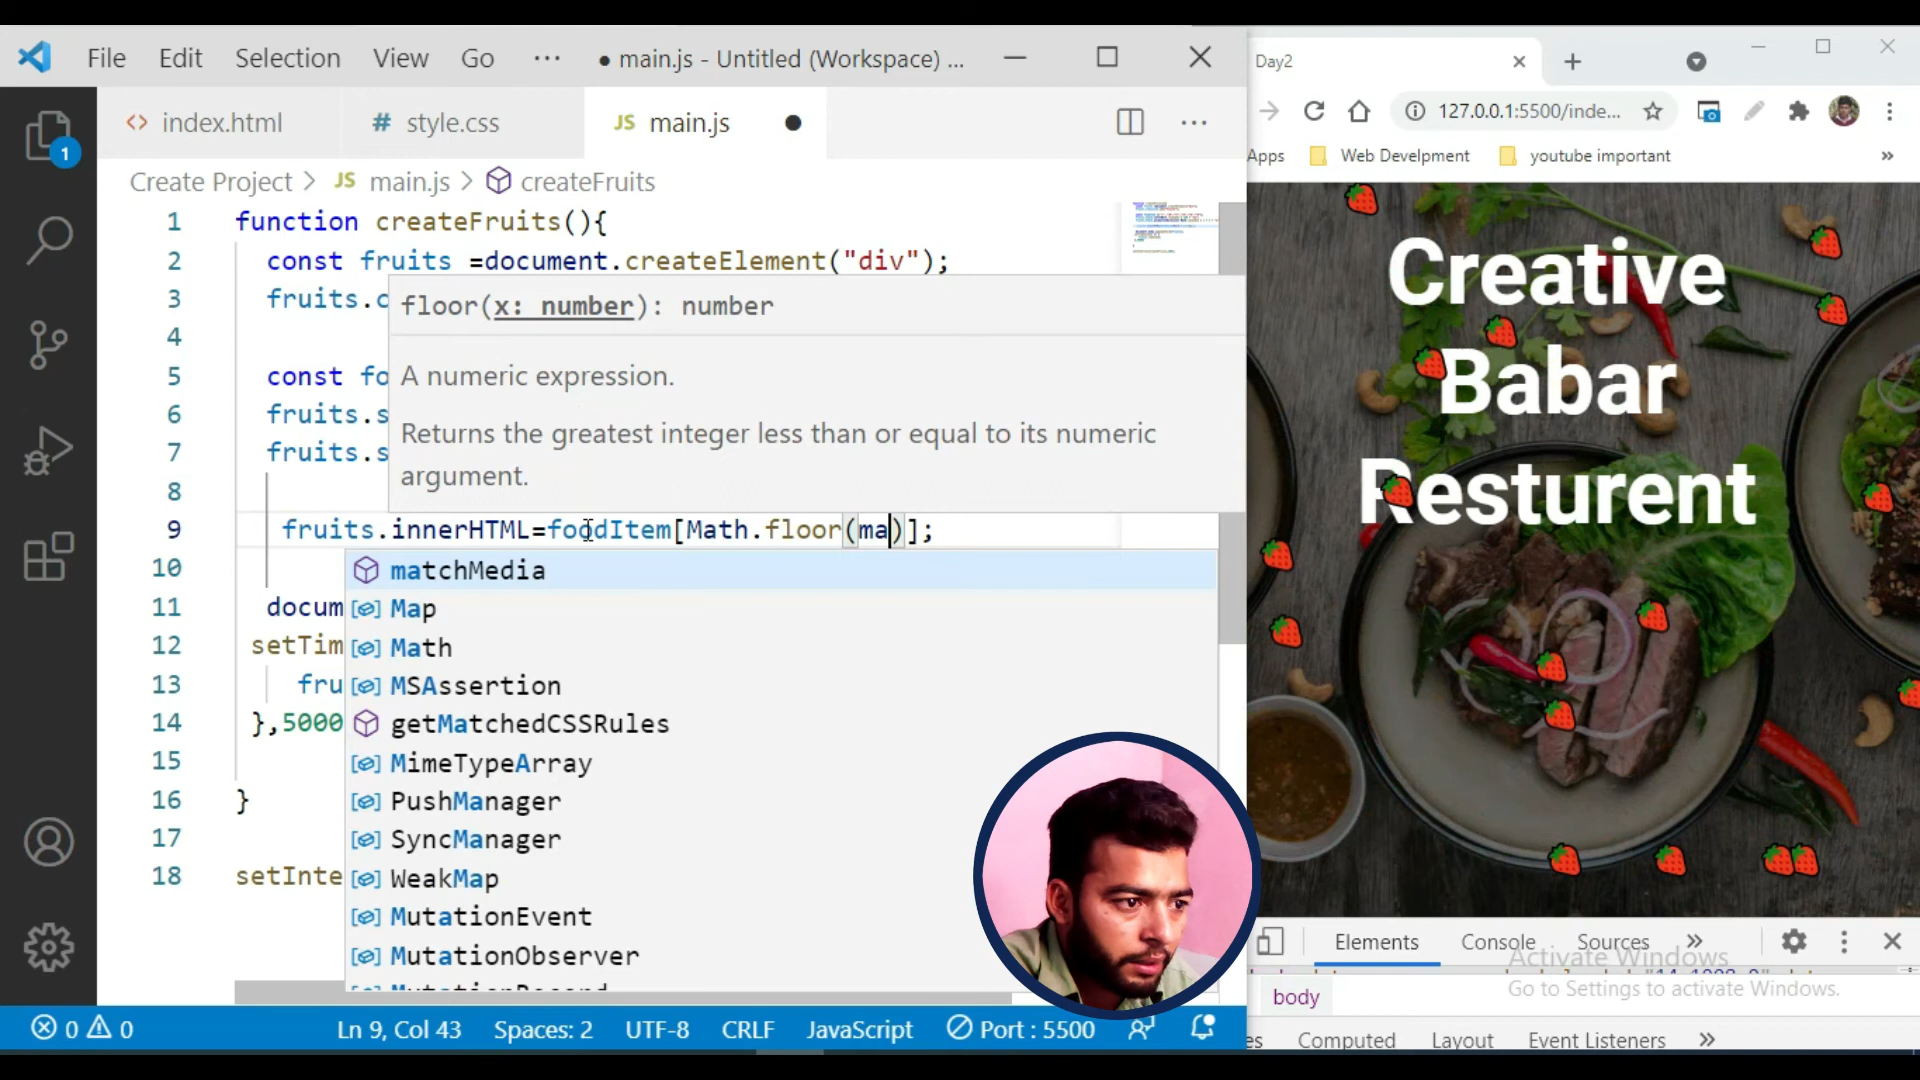 File Edit Selection View Go ··· ● main.js - Untitled (Workspace) ...
<> index.html # style.css JS main.js ●
Create Project > JS main.js > createFruits
1 function createFruits(){
2 const fruits =document.createElement("div");
3 fruits.c
floor(x: number): number
4
A numeric expression.
5 const fo
6 fruits.s
Returns the greatest integer less than or equal to its numeric
7 fruits.s
argument.
8
9 fruits.innerHTML=foodItem[Math.floor(ma)];
10
matchMedia
11 docum
Map
12 setTim
Math
13 fru
MSAssertion
14 },5000
getMatchedCSSRules
15
MimeTypeArray
16 }
PushManager
17
SyncManager
18 setInte
WeakMap
MutationEvent
MutationObserver
1
0 0 Ln 9, Col 43 Spaces: 2 UTF-8 CRLF JavaScript Port : 5500
Day2
127.0.0.1:5500/inde...
Apps Web Develpment youtube important »
Creative
Babar
Resturent
Elements Console Sources »
Activate Windows
Go to Settings to activate Windows.
body
es Computed Layout Event Listeners »